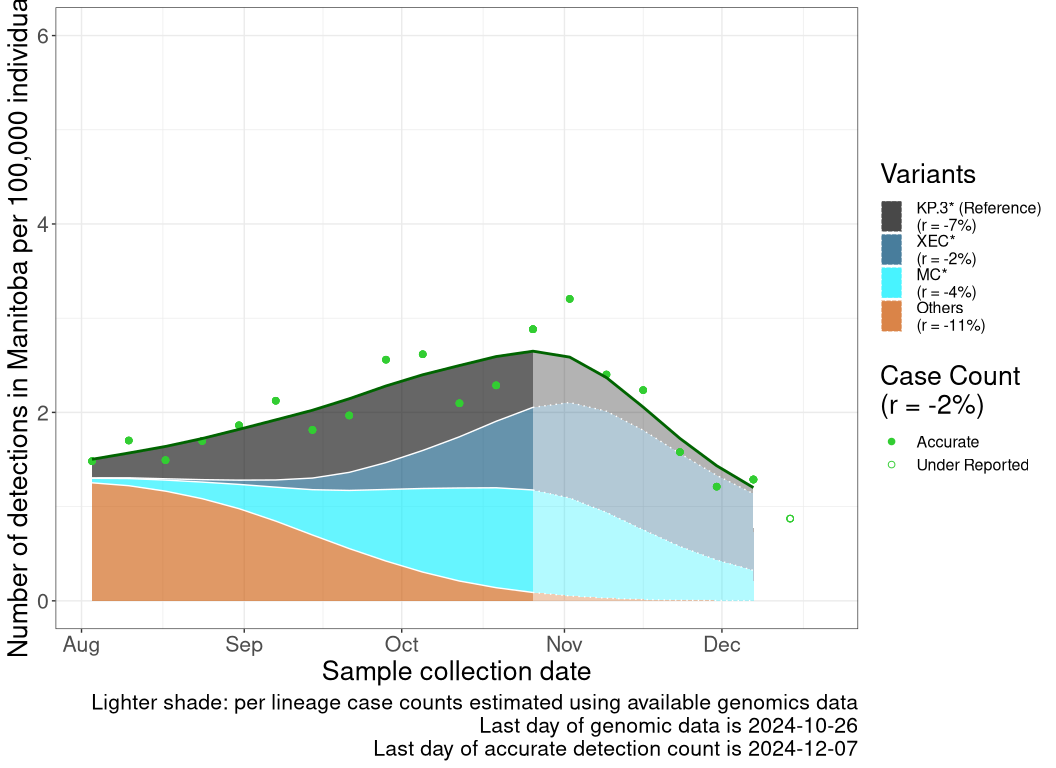 Number of detections in Manitoba per 100,000
6
4
2
0
Aug
Sep
Oct
Nov
Dec
Sample collection date
Lighter shade: per lineage case counts estimated using available genomics data
Last day of genomic data is 2024-10-26
Last day of accurate detection count is 2024-12-07
Variants
KP.3* (Reference)
(r = -7%)
XEC*
(r = -2%)
MC*
(r = -4%)
Others
(r = -11%)
Case Count
(r = -2%)
Accurate
Under Reported